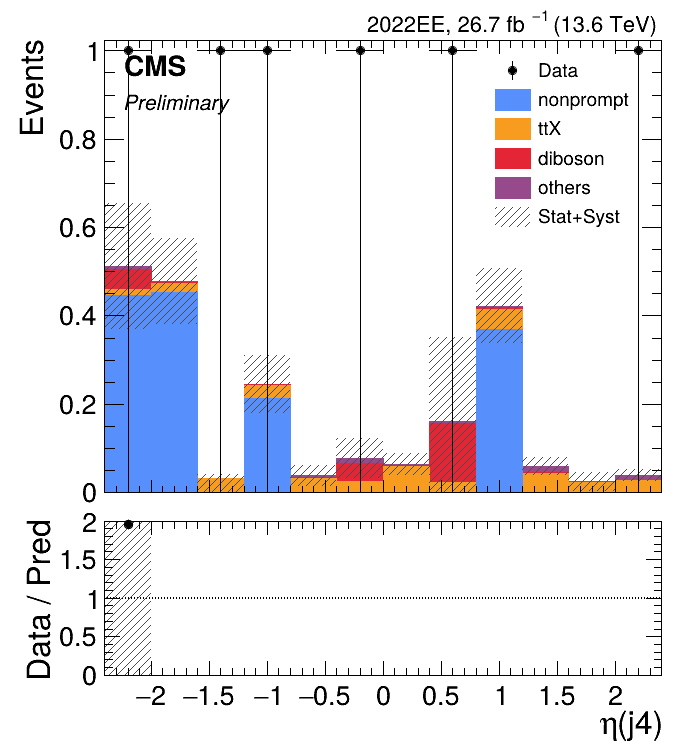 2022EE, 26.7 fb⁻¹ (13.6 TeV)
Events
CMS
Preliminary
Data
nonprompt
ttX
diboson
others
Stat+Syst
1
0.8
0.6
0.4
0.2
0
Data / Pred
2
1.5
1
0.5
0
−2 −1.5 −1 −0.5 0 0.5 1 1.5 2
η(j4)